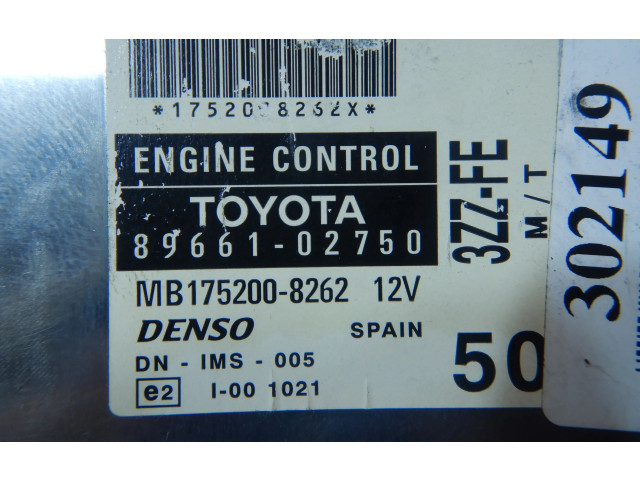 *1752008262X*
ENGINE CONTROL
TOYOTA
89661-02750
MB175200-8262 12V
DENSO SPAIN
DN - IMS - 005
e2 I-00 1021
3ZZ-FE
M/T
50
302149